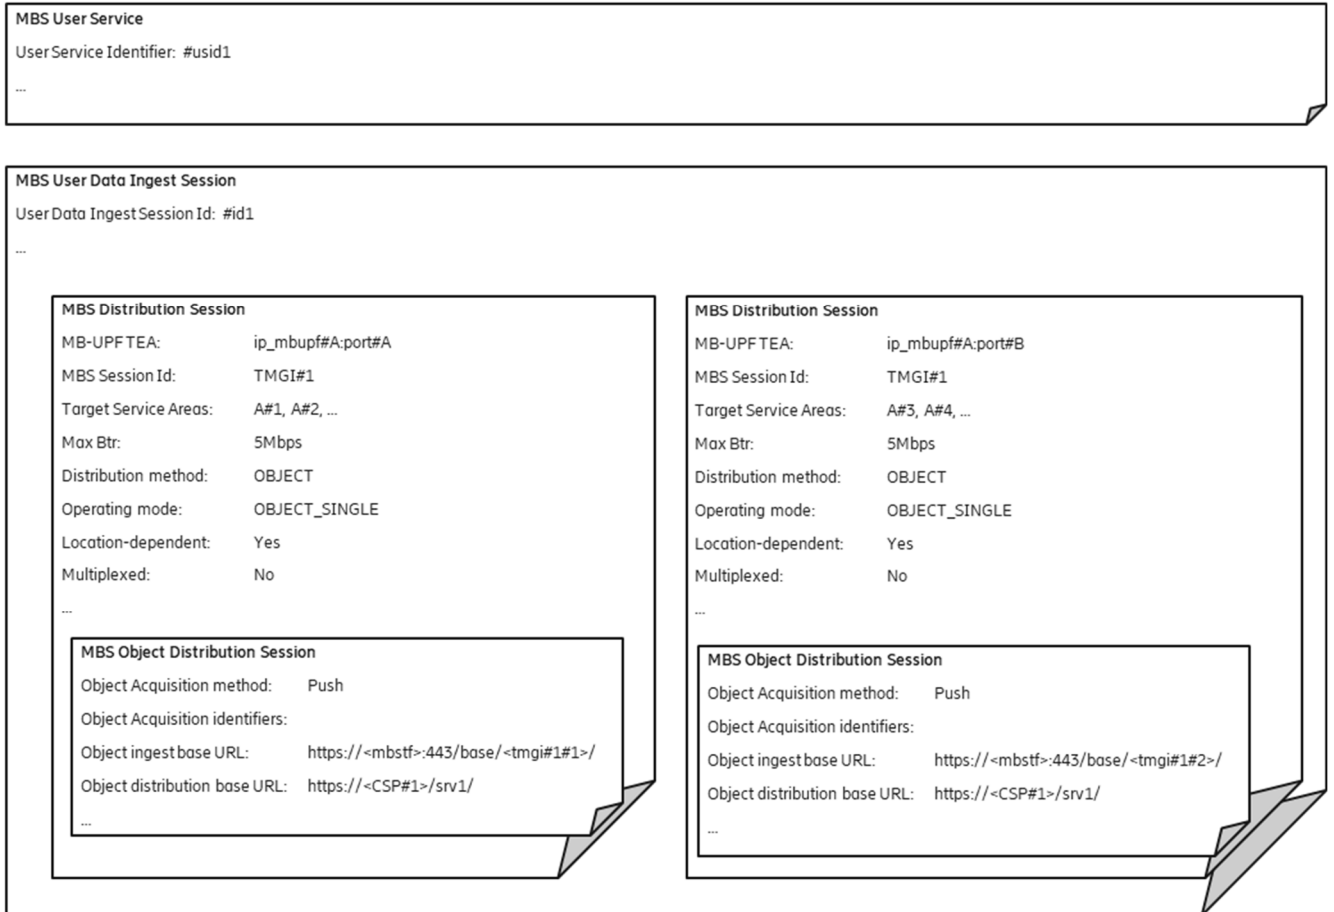 MBS User Service
User Service Identifier: #usid1
...
MBS User Data Ingest Session
User Data Ingest Session Id: #id1
...
MBS Distribution Session
MB-UPF TEA: ip_mbupf#A:port#A
MBS Session Id: TMGI#1
Target Service Areas: A#1, A#2, ...
Max Btr: 5Mbps
Distribution method: OBJECT
Operating mode: OBJECT_SINGLE
Location-dependent: Yes
Multiplexed: No
...
MBS Object Distribution Session
Object Acquisition method: Push
Object Acquisition identifiers:
Object ingest base URL: https://<mbstf>:443/base/<tmgi#1#1>/
Object distribution base URL: https://<CSP#1>/srv1/
...
MBS Distribution Session
MB-UPF TEA: ip_mbupf#A:port#B
MBS Session Id: TMGI#1
Target Service Areas: A#3, A#4, ...
Max Btr: 5Mbps
Distribution method: OBJECT
Operating mode: OBJECT_SINGLE
Location-dependent: Yes
Multiplexed: No
...
MBS Object Distribution Session
Object Acquisition method: Push
Object Acquisition identifiers:
Object ingest base URL: https://<mbstf>:443/base/<tmgi#1#2>/
Object distribution base URL: https://<CSP#1>/srv1/
...